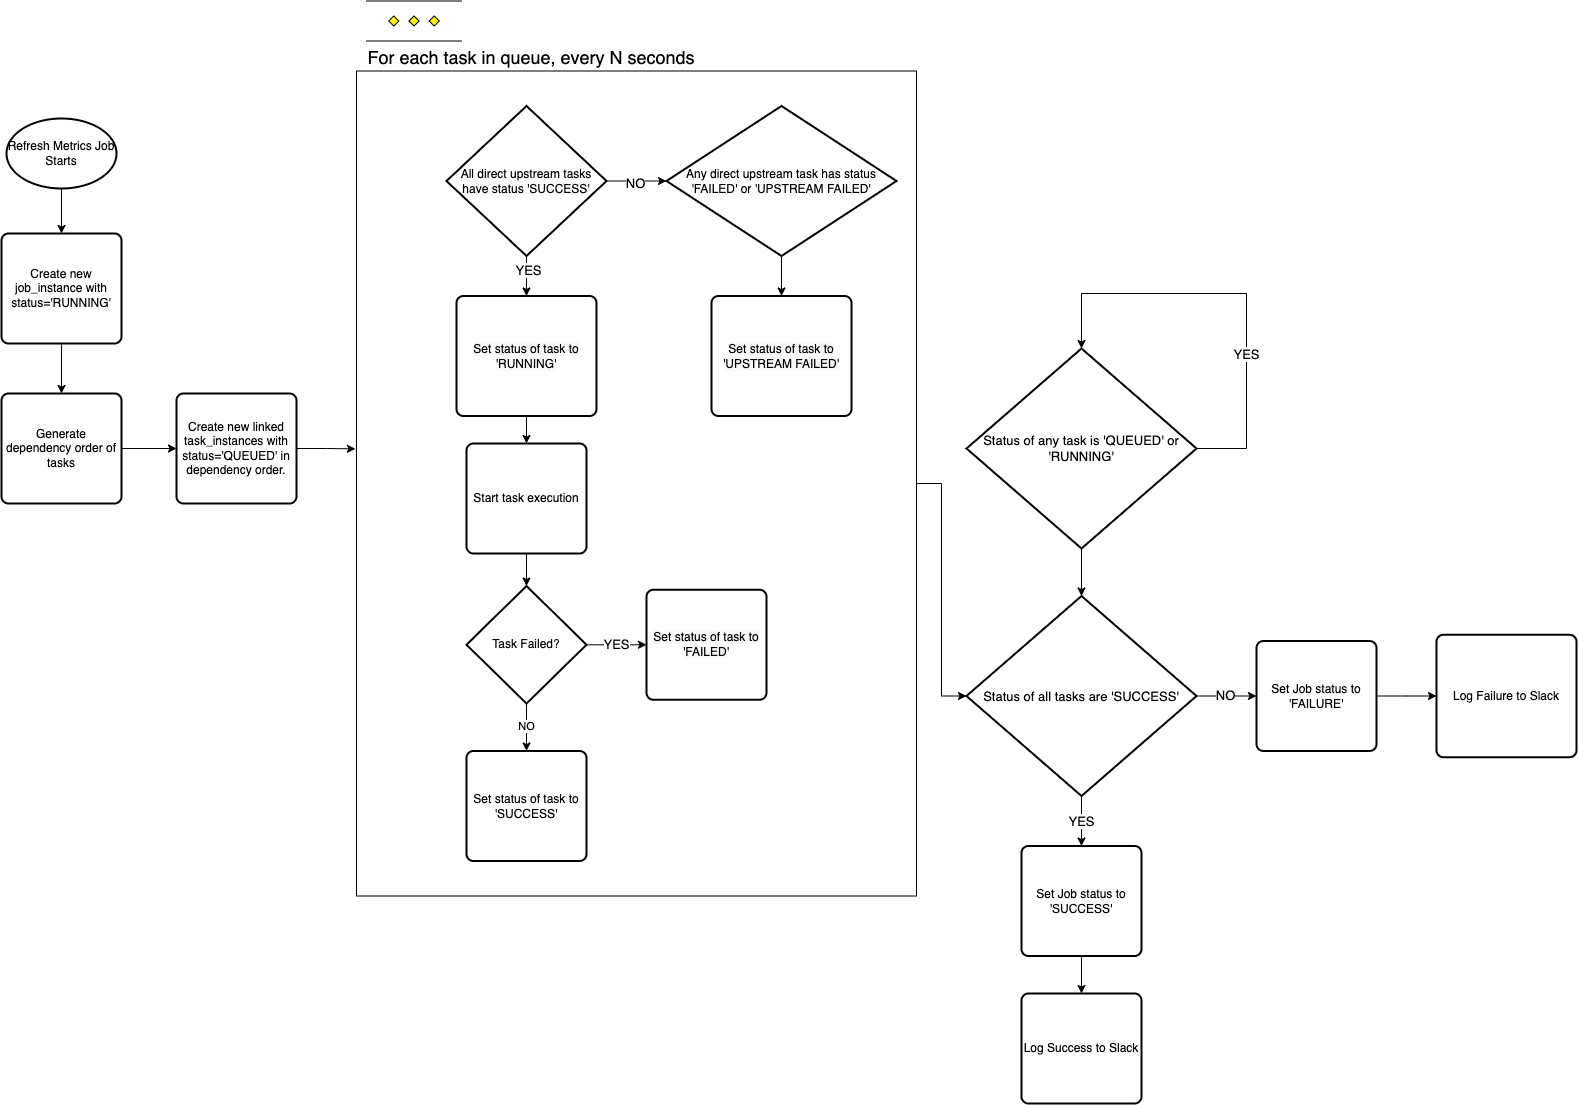 For each task in queue, every N seconds
Refresh Metrics Job
Starts
Create new
job_instance with
status='RUNNING'
Generate
dependency order of
tasks
Create new linked
task_instances with
status='QUEUED' in
dependency order.
All direct upstream tasks
have status 'SUCCESS'
NO
Any direct upstream task has status
'FAILED' or 'UPSTREAM FAILED'
YES
Set status of task to
'RUNNING'
Set status of task to
'UPSTREAM FAILED'
Start task execution
Task Failed?
YES
Set status of task to
'FAILED'
NO
Set status of task to
'SUCCESS'
YES
Status of any task is 'QUEUED' or
'RUNNING'
Status of all tasks are 'SUCCESS'
NO
Set Job status to
'FAILURE'
Log Failure to Slack
YES
Set Job status to
'SUCCESS'
Log Success to Slack